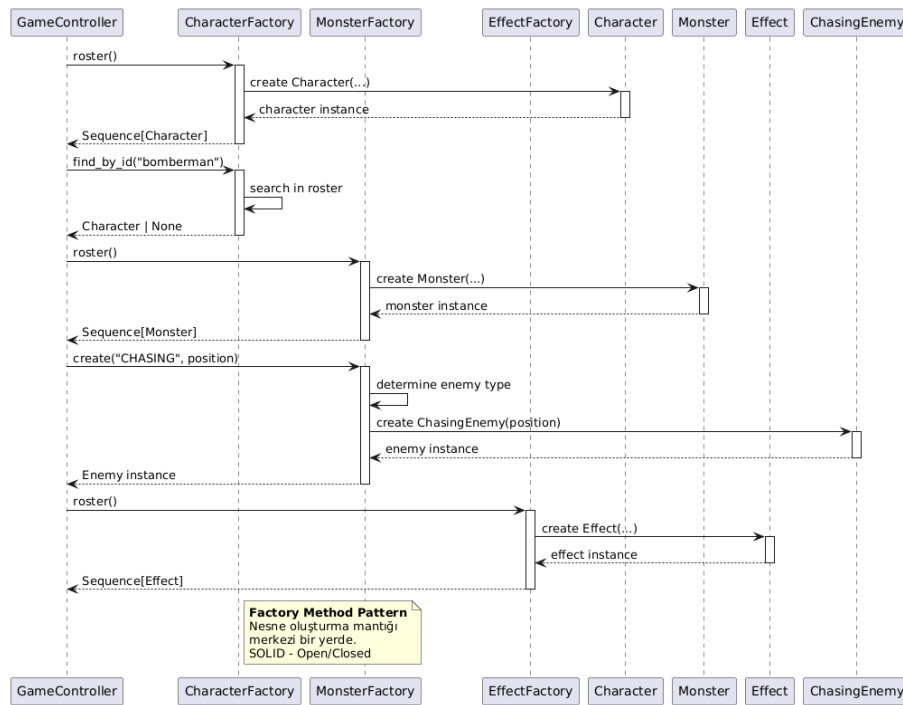 GameController CharacterFactory MonsterFactory EffectFactory Character Monster Effect ChasingEnemy
roster()
create Character(...)
character instance
Sequence[Character]
find_by_id("bomberman")
search in roster
Character | None
roster()
create Monster(...)
monster instance
Sequence[Monster]
create("CHASING", position)
determine enemy type
create ChasingEnemy(position)
enemy instance
Enemy instance
roster()
create Effect(...)
effect instance
Sequence[Effect]
Factory Method Pattern
Nesne oluşturma mantığı
merkezi bir yerde.
SOLID - Open/Closed
GameController CharacterFactory MonsterFactory EffectFactory Character Monster Effect ChasingEnemy